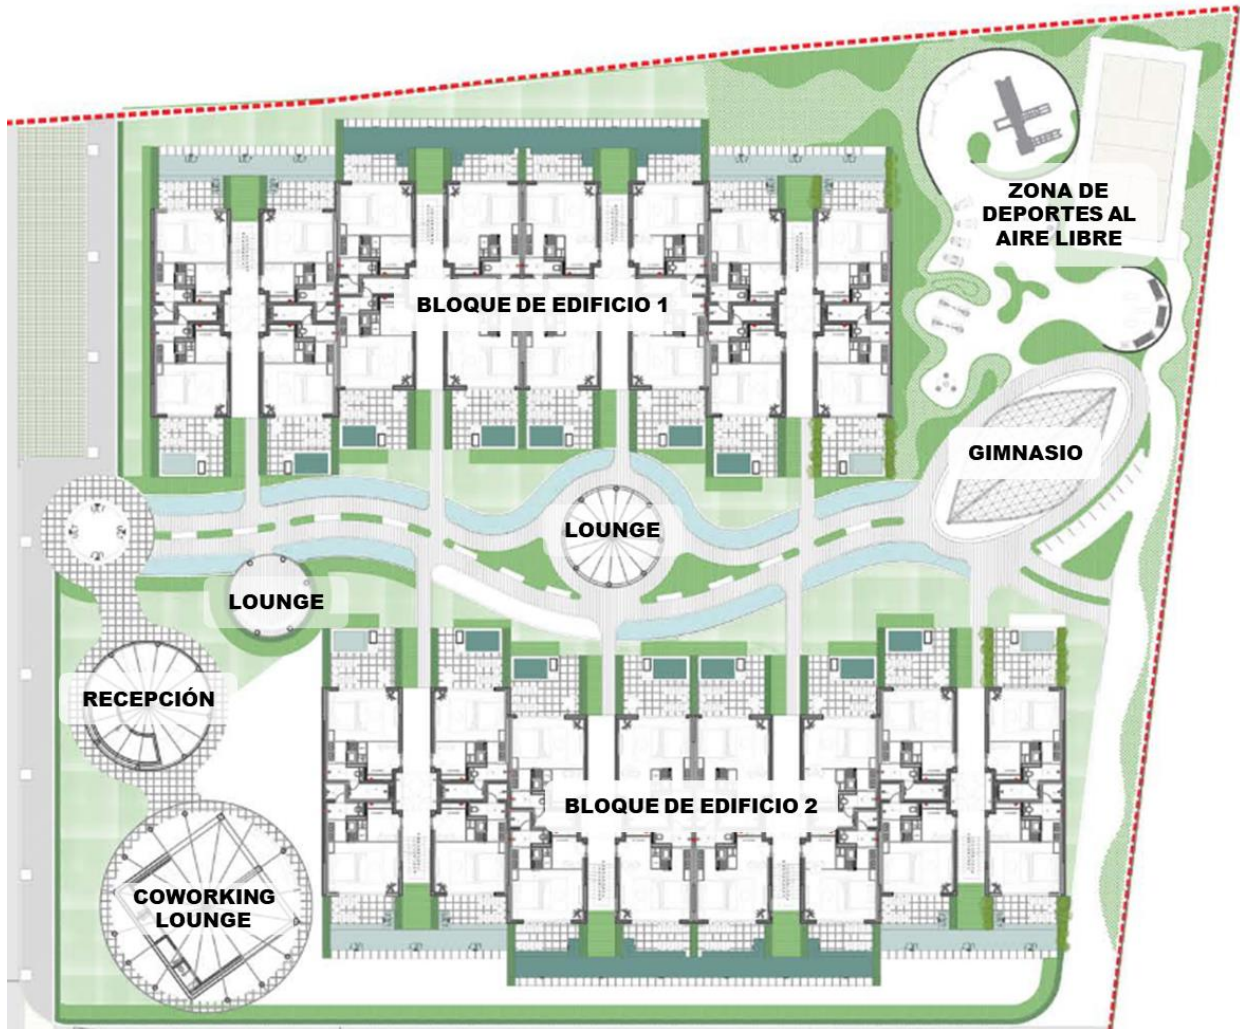 ZONA DE
DEPORTES AL
AIRE LIBRE
BLOQUE DE EDIFICIO 1
GIMNASIO
LOUNGE
LOUNGE
RECEPCIÓN
BLOQUE DE EDIFICIO 2
COWORKING
LOUNGE